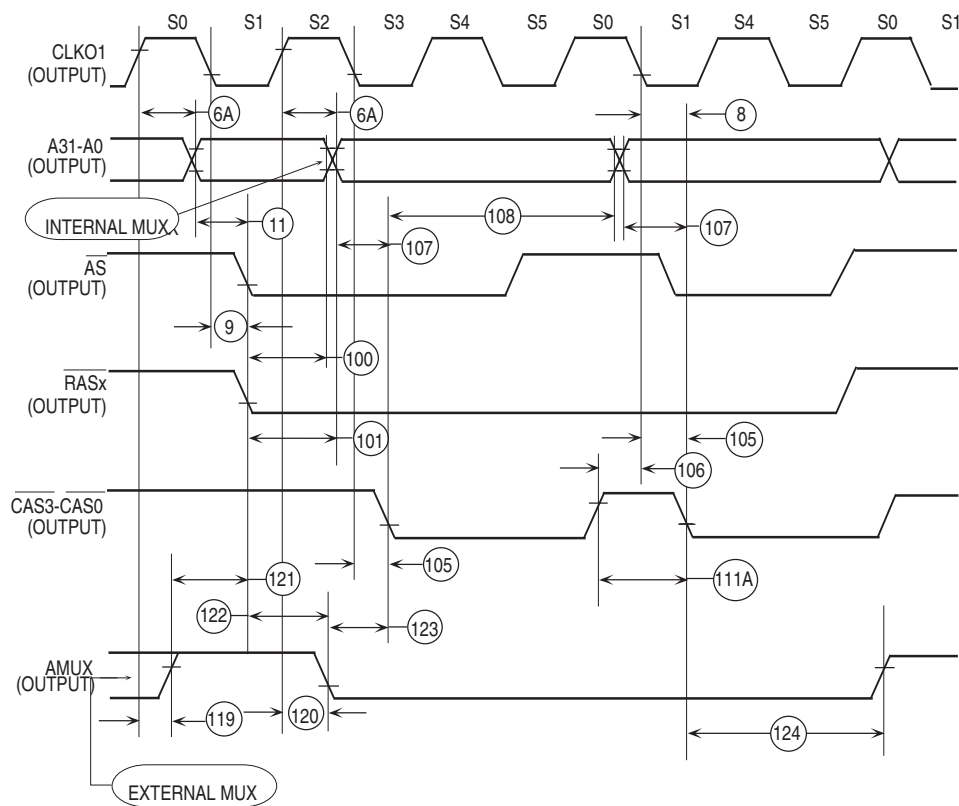 S0 S1 S2 S3 S4 S5 S0 S1 S4 S5 S0 S1
CLKO1
(OUTPUT)
6A 6A 8
A31-A0
(OUTPUT)
INTERNAL MUX
11 108
107 107
AS
(OUTPUT)
9
100
RASx
(OUTPUT)
101 105
106
CAS3-CAS0
(OUTPUT)
105
121 111A
122 123
AMUX
(OUTPUT)
119 120 124
EXTERNAL MUX